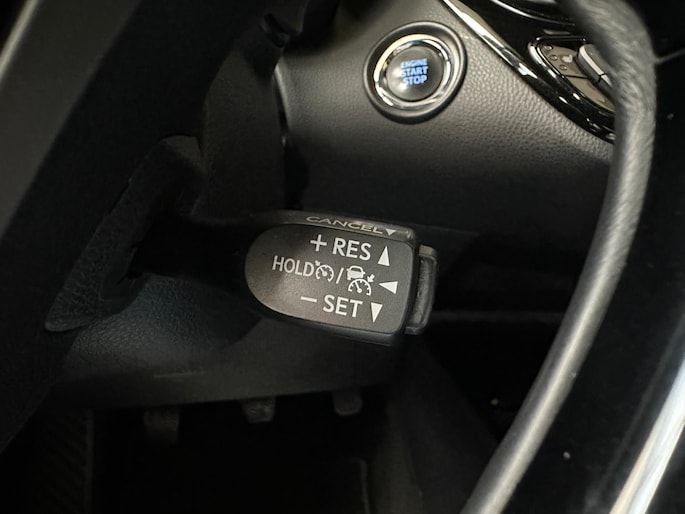 ENGINE
START
STOP
CANCEL
+ RES
HOLD /
− SET